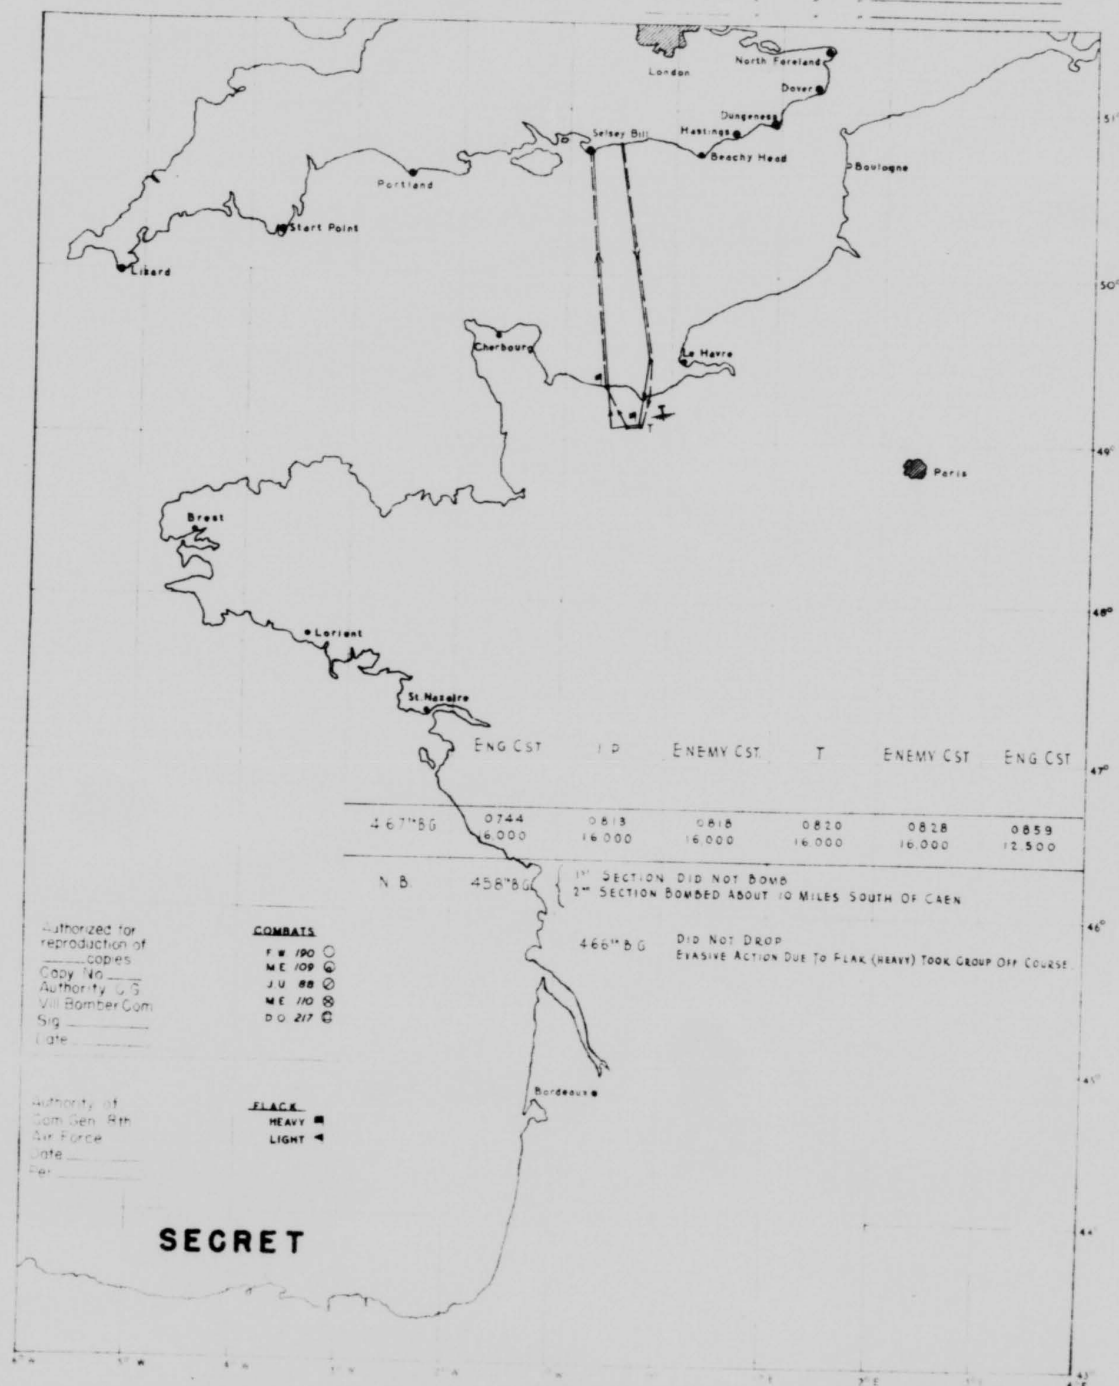 London
North Foreland
Dover
Dungeness
Hastings
Selsey Bill
Beachy Head
Boulogne
Portland
Start Point
Lizard
Cherbourg
Le Havre
T
Paris
Brest
Lorient
St. Nazaire
Bordeaux
51°
50°
49°
48°
47°
46°
45°
44°
43°
ENG CST I P ENEMY CST. T ENEMY CST ENG CST
467TH BG 0744 0813 0818 0820 0828 0859
16,000 16,000 16,000 16,000 16,000 12,500
N.B. 458TH BG { 1ST SECTION DID NOT BOMB
2ND SECTION BOMBED ABOUT 10 MILES SOUTH OF CAEN
466TH BG DID NOT DROP
EVASIVE ACTION DUE TO FLAK (HEAVY) TOOK GROUP OFF COURSE.
Authorized for
reproduction of
copies
Copy No
Authority C.G.
VIII Bomber Com
Sig
Date
COMBATS
F W 190
M E 109
J U 88
M E 110
D O 217
Authority of
Com Gen 8th
Air Force
Date
Per
FLACK
HEAVY
LIGHT
SECRET
6° W 5° W 4° W
2° E